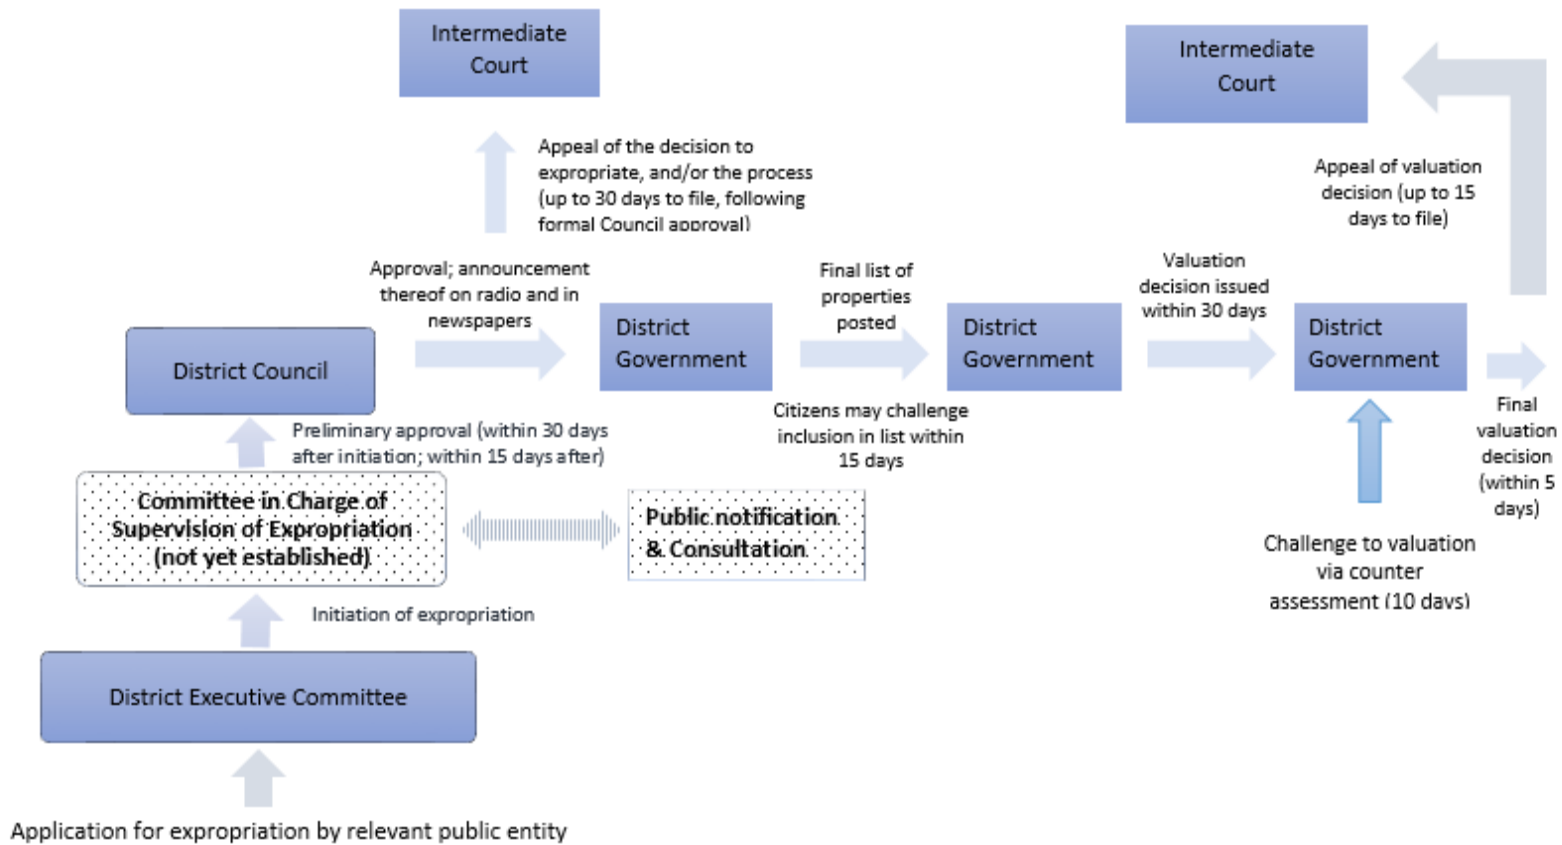 Intermediate
Court
Intermediate
Court
Appeal of the decision to
expropriate, and/or the process
(up to 30 days to file, following
formal Council approval)
Appeal of valuation
decision (up to 15
days to file)
Approval; announcement
thereof on radio and in
newspapers
Final list of
properties
posted
Valuation
decision issued
within 30 days
District Council
District
Government
District
Government
District
Government
Citizens may challenge
inclusion in list within
15 days
Final
valuation
decision
(within 5
days)
Preliminary approval (within 30 days
after initiation; within 15 days after)
Committee in Charge of
Supervision of Expropriation
(not yet established)
Public notification
& Consultation
Challenge to valuation
via counter
assessment (10 days)
Initiation of expropriation
District Executive Committee
Application for expropriation by relevant public entity